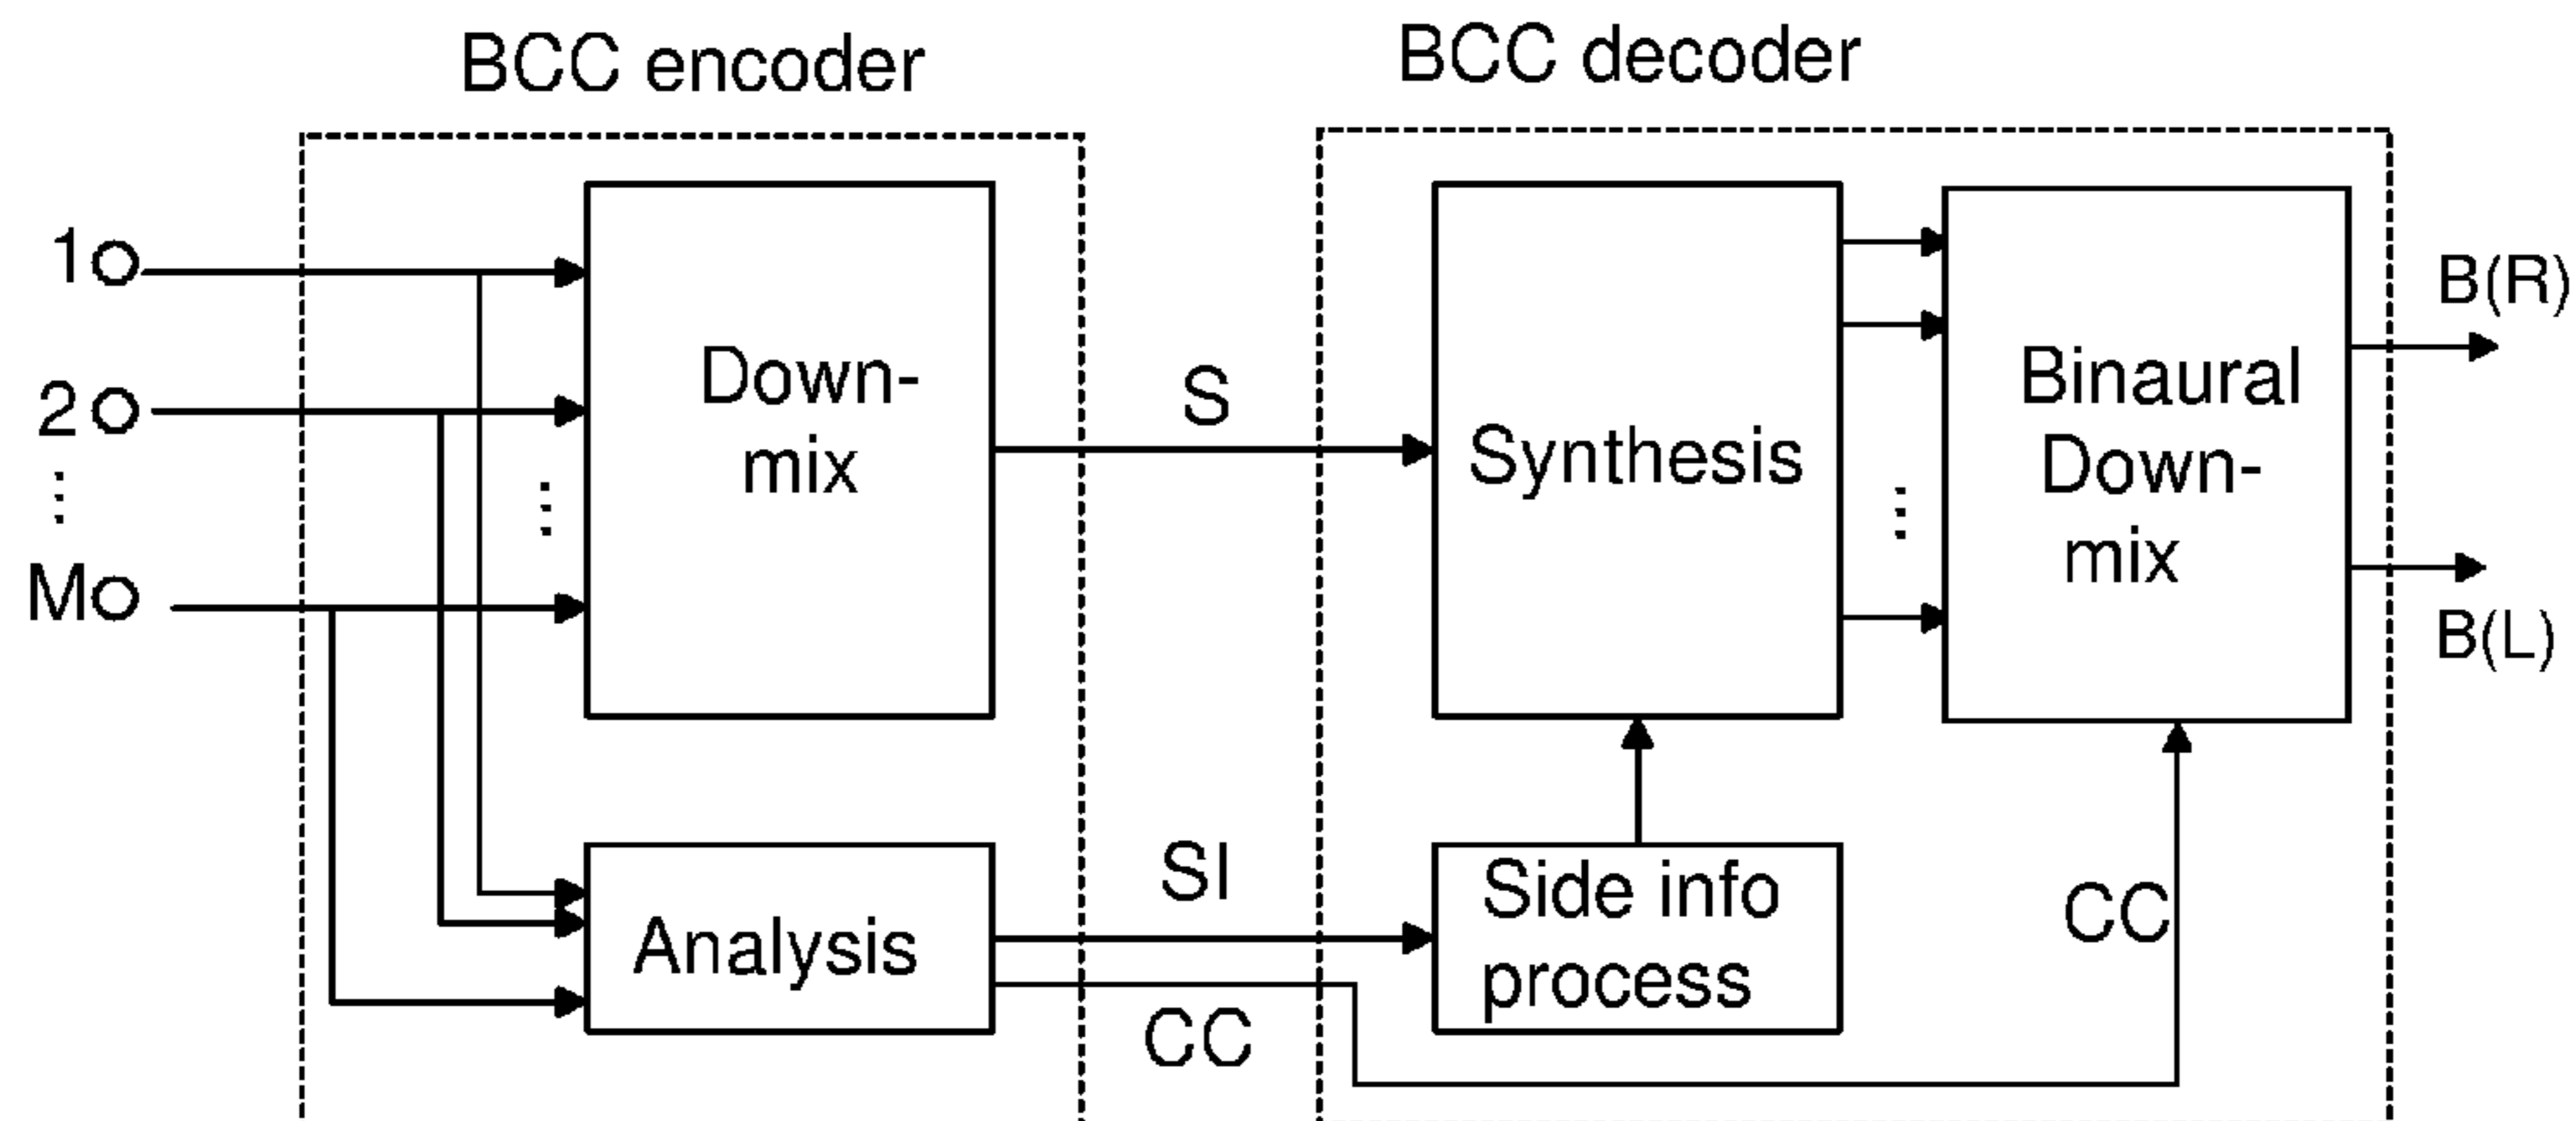 BCC encoder
BCC decoder
1
2
⋮
M
Down-
mix
⋮
S
Synthesis
⋮
Binaural
Down-
mix
B(R)
B(L)
Analysis
SI
CC
Side info
process
CC